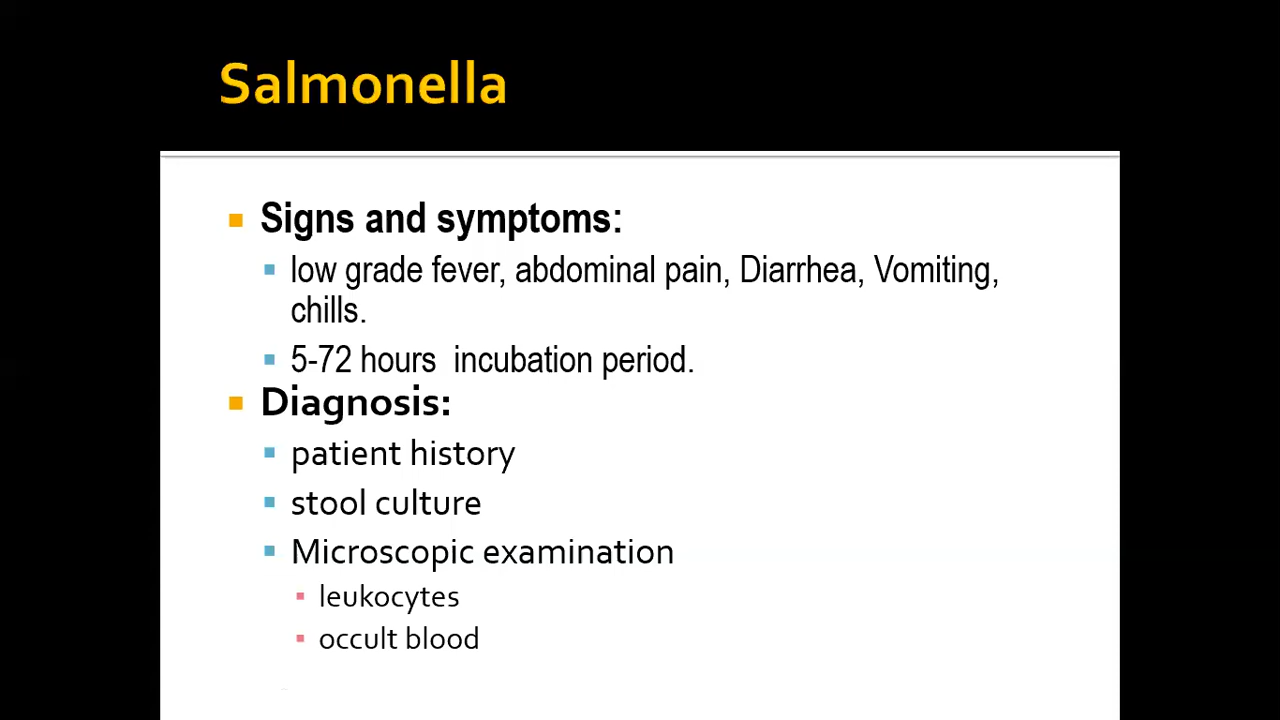 Salmonella
Signs and symptoms:
low grade fever, abdominal pain, Diarrhea, Vomiting,
chills.
5-72 hours incubation period.
Diagnosis:
patient history
stool culture
Microscopic examination
leukocytes
occult blood